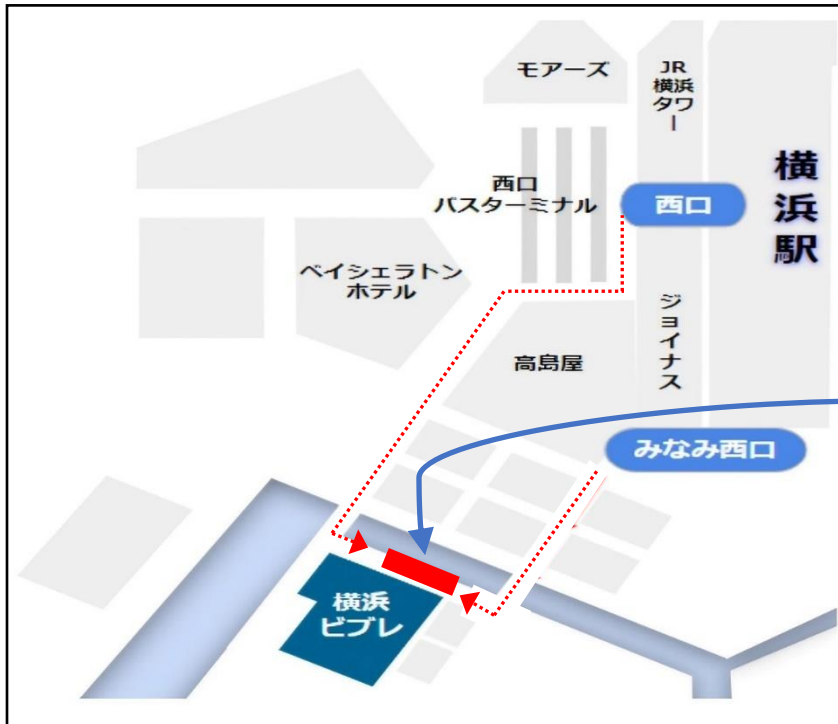 モアーズ
JR
横浜
タワー
横浜駅
西口
バスターミナル
西口
ベイシェラトン
ホテル
ジョイナス
高島屋
みなみ西口
横浜
ビブレ